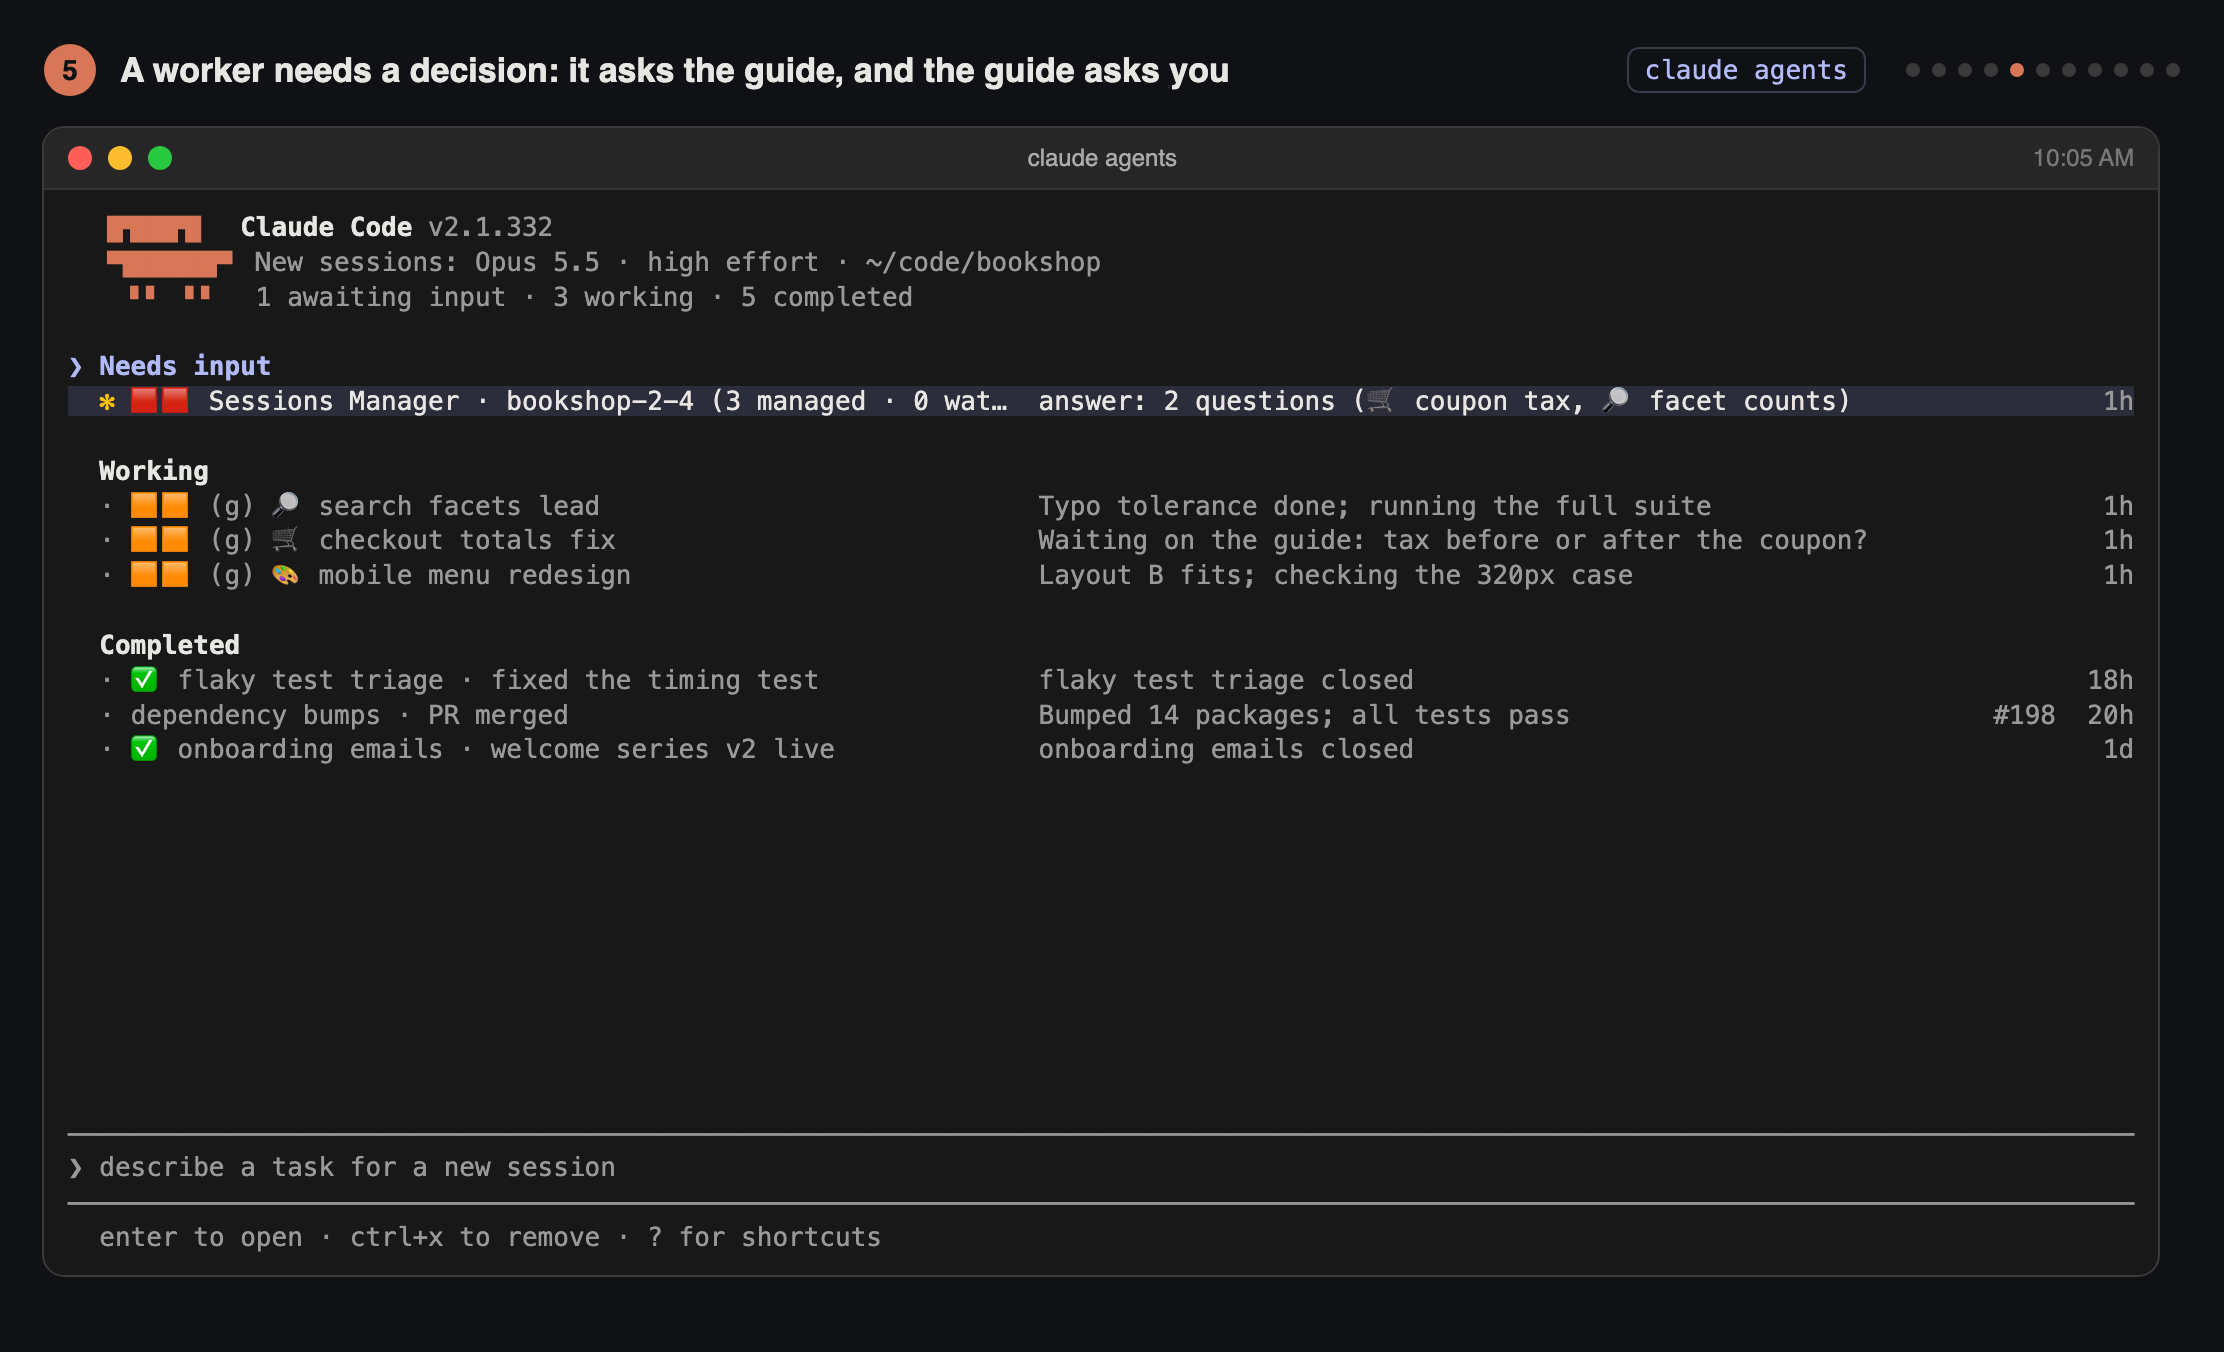 5 A worker needs a decision: it asks the guide, and the guide asks you claude agents
claude agents 10:05 AM
Claude Code v2.1.332
New sessions: Opus 5.5 · high effort · ~/code/bookshop
1 awaiting input · 3 working · 5 completed
❯ Needs input
✻ 🟥🟥 Sessions Manager · bookshop-2-4 (3 managed · 0 wat… answer: 2 questions (🛒 coupon tax, 🔎 facet counts) 1h
Working
· 🟧🟧 (g) 🔎 search facets lead Typo tolerance done; running the full suite 1h
· 🟧🟧 (g) 🛒 checkout totals fix Waiting on the guide: tax before or after the coupon? 1h
· 🟧🟧 (g) 🎨 mobile menu redesign Layout B fits; checking the 320px case 1h
Completed
· ✅ flaky test triage · fixed the timing test flaky test triage closed 18h
· dependency bumps · PR merged Bumped 14 packages; all tests pass #198 20h
· ✅ onboarding emails · welcome series v2 live onboarding emails closed 1d
❯ describe a task for a new session
enter to open · ctrl+x to remove · ? for shortcuts